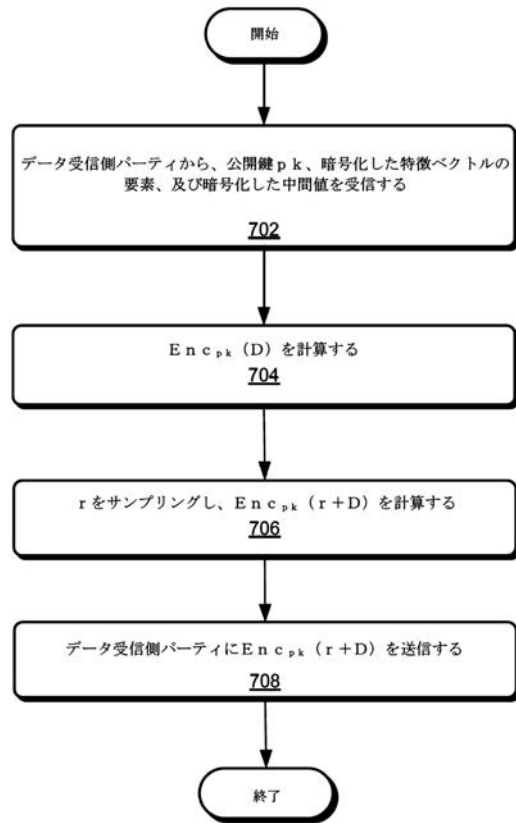 開始
データ受信側パーティから、公開鍵ｐｋ、暗号化した特徴ベクトルの
要素、及び暗号化した中間値を受信する
702
Ｅｎｃｐｋ（Ｄ）を計算する
704
ｒをサンプリングし、Ｅｎｃｐｋ（ｒ＋Ｄ）を計算する
706
データ受信側パーティにＥｎｃｐｋ（ｒ＋Ｄ）を送信する
708
終了